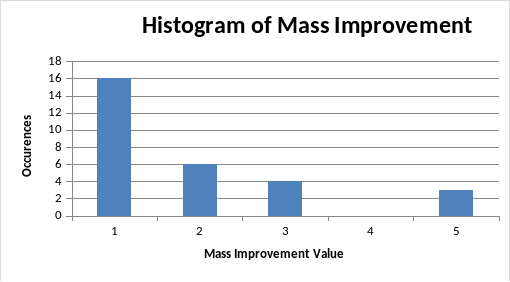 Histogram of Mass Improvement
18
16
14
12
10
8
6
4
2
0
Occurences
1 2 3 4 5
Mass Improvement Value